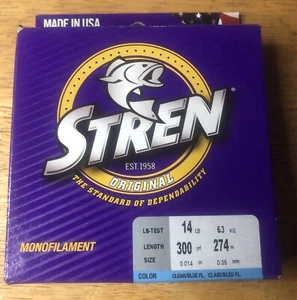 MADE IN USA
STREN
EST. 1958
ORIGINAL
THE STANDARD OF DEPENDABILITY
MONOFILAMENT
LB-TEST 14 LB 6.3 KG
LENGTH 300 yd 274 m
SIZE 0.014 in 0.35 mm
COLOR CLEAR/BLUE FL. CLAIR/BLEU FL.